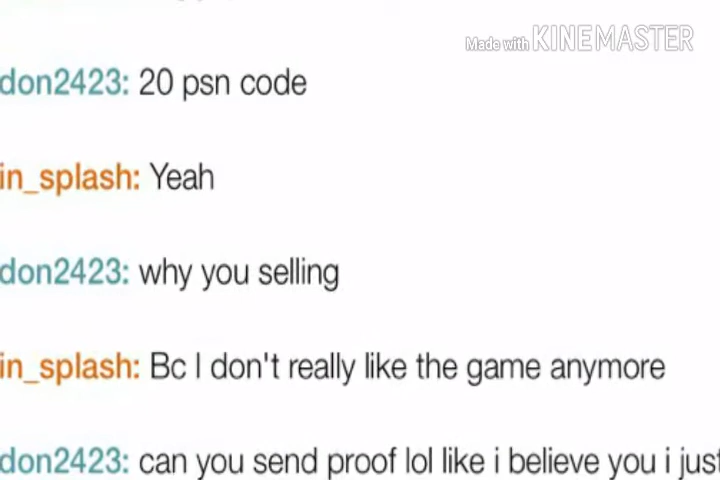 Made with KINEMASTER
don2423: 20 psn code
in_splash: Yeah
don2423: why you selling
in_splash: Bc I don't really like the game anymore
don2423: can you send proof lol like i believe you i just